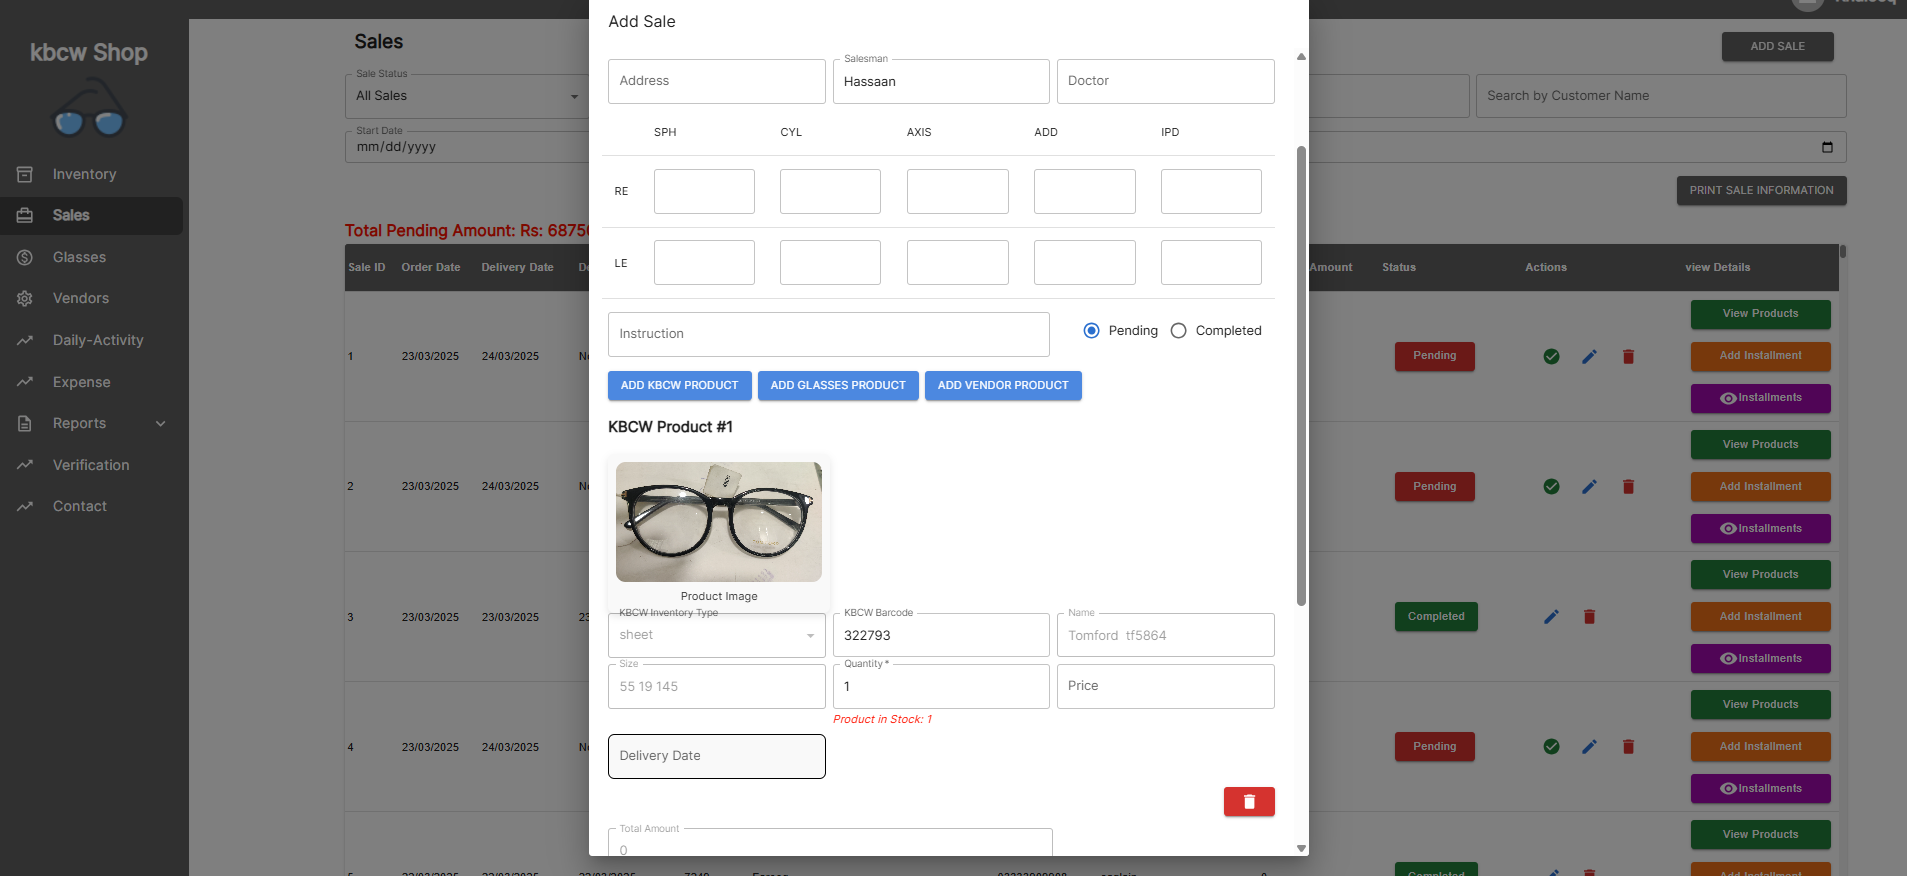 kbcw Shop
Inventory
Sales
Glasses
Vendors
Daily-Activity
Expense
Reports
Verification
Contact
Sales
ADD SALE
Sale Status
All Sales
Search by Customer Name
Start Date
mm/dd/yyyy
PRINT SALE INFORMATION
Total Pending Amount: Rs: 6875
Sale ID Order Date Delivery Date Amount Status Actions view Details
1 23/03/2025 24/03/2025 Pending View Products
Add Installment
Installments
2 23/03/2025 24/03/2025 Pending View Products
Add Installment
Installments
3 23/03/2025 22/03/2025 23 Completed View Products
Add Installment
Installments
4 23/03/2025 24/03/2025 Pending View Products
Add Installment
Installments
View Products
Add Installment
Add Sale
Address
Salesman
Hassaan
Doctor
SPH CYL AXIS ADD IPD
RE
LE
Instruction
Pending Completed
ADD KBCW PRODUCT ADD GLASSES PRODUCT ADD VENDOR PRODUCT
KBCW Product #1
Product Image
KBCW Inventory Type
sheet
KBCW Barcode
322793
Name
Tomford tf5864
Size
55 19 145
Quantity *
1
Price
Product in Stock: 1
Delivery Date
Total Amount
0